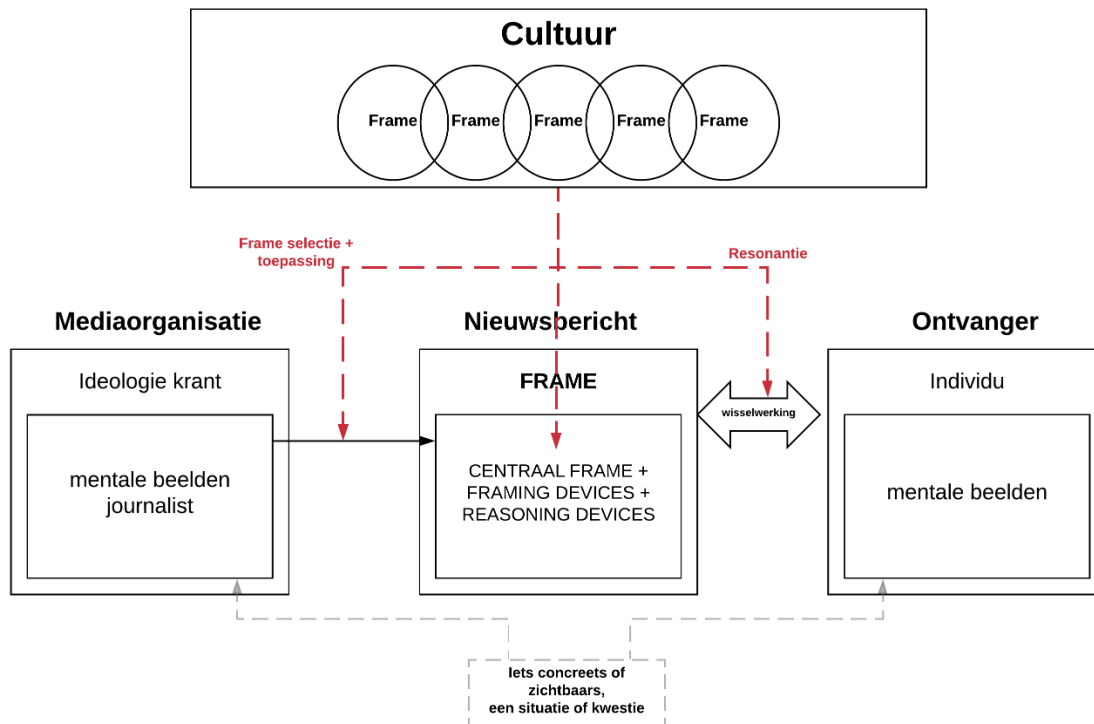 Cultuur
Frame
Frame
Frame
Frame
Frame
Frame selectie +
toepassing
Resonantie
Mediaorganisatie
Nieuwsbericht
Ontvanger
Ideologie krant
FRAME
Individu
wisselwerking
mentale beelden
journalist
CENTRAAL FRAME +
FRAMING DEVICES +
REASONING DEVICES
mentale beelden
Iets concreets of
zichtbaars,
een situatie of kwestie